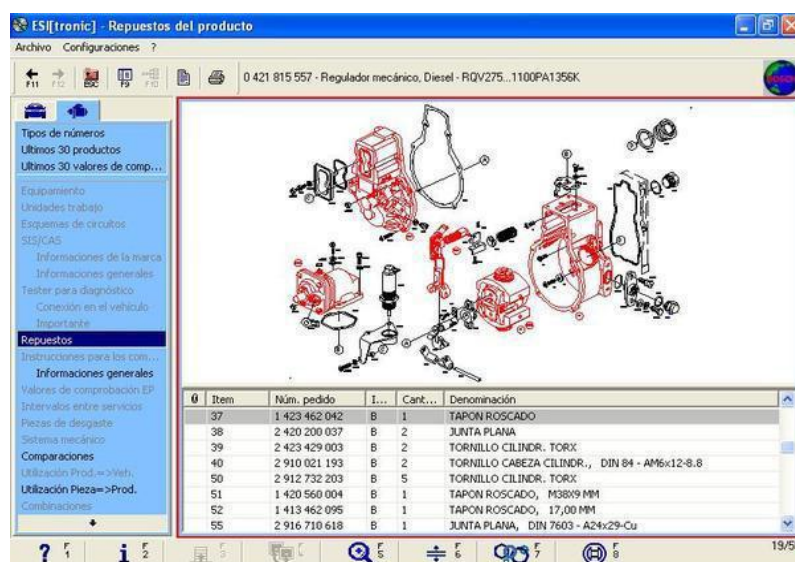 ESI[tronic] - Repuestos del producto
Archivo Configuraciones ?
F11 F12 ESC F9 F10 0 421 815 557 - Regulador mecánico, Diesel - RQV275...1100PA1356K
Tipos de números
Ultimos 30 productos
Ultimos 30 valores de comp...
Equipamiento
Unidades trabajo
Esquemas de circuitos
SIS/CAS
Informaciones de la marca
Informaciones generales
Tester para diagnóstico
Conexión en el vehículo
Importante
Repuestos
Instrucciones para los com...
Informaciones generales
Valores de comprobación EP
Intervalos entre servicios
Piezas de desgaste
Sistema mecánico
Comparaciones
Utilización Prod.=>Veh.
Utilización Pieza=>Prod.
Combinaciones
Item Núm. pedido I... Cant... Denominación
37 1 423 462 042 B 1 TAPON ROSCADO
38 2 420 200 037 B 2 JUNTA PLANA
39 2 423 429 003 B 2 TORNILLO CILINDR. TORX
40 2 910 021 193 B 2 TORNILLO CABEZA CILINDR., DIN 84 - AM6x12-8.8
50 2 912 732 203 B 5 TORNILLO CILINDR. TORX
51 1 420 560 004 B 1 TAPON ROSCADO, M38X9 MM
52 1 413 462 095 B 1 TAPON ROSCADO, 17,00 MM
55 2 916 710 618 B 1 JUNTA PLANA, DIN 7603 - A24x29-Cu
? F1 i F2 F3 F5 F6 F7 F8 19/5